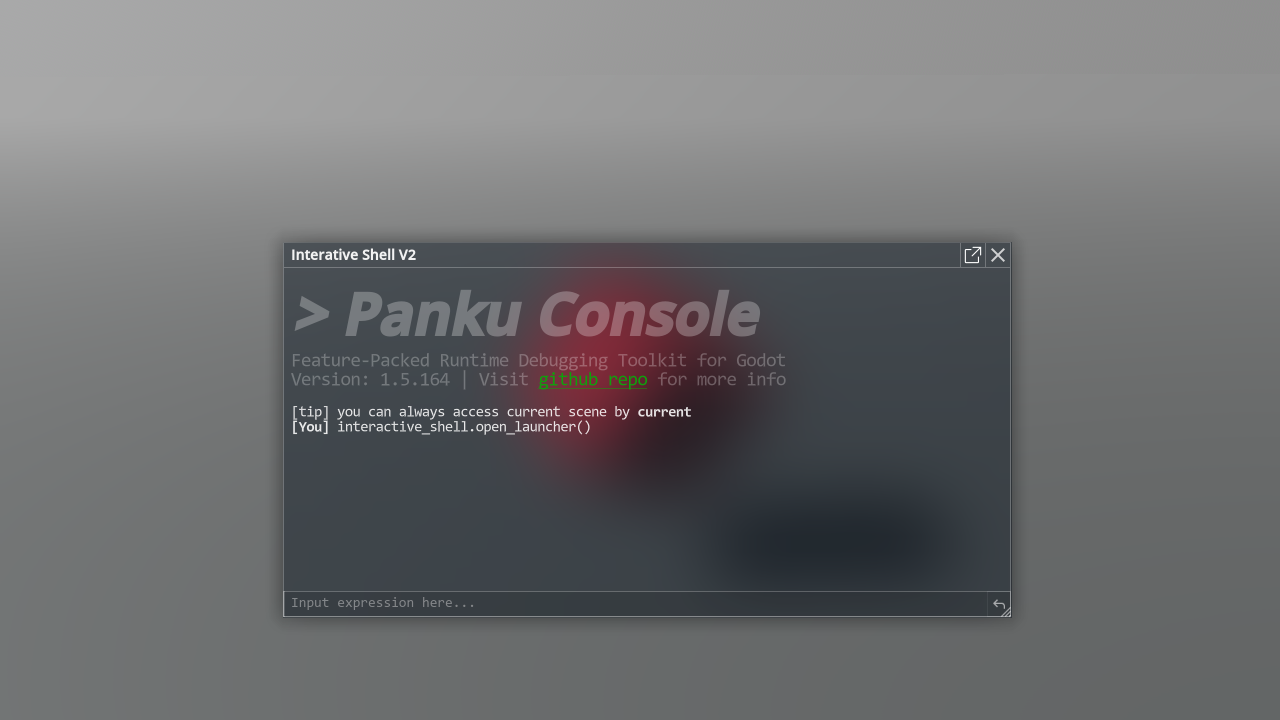 Interative Shell V2
> Panku Console
Feature-Packed Runtime Debugging Toolkit for Godot
Version: 1.5.164 | Visit github repo for more info
[tip] you can always access current scene by current
[You] interactive_shell.open_launcher()
Input expression here...